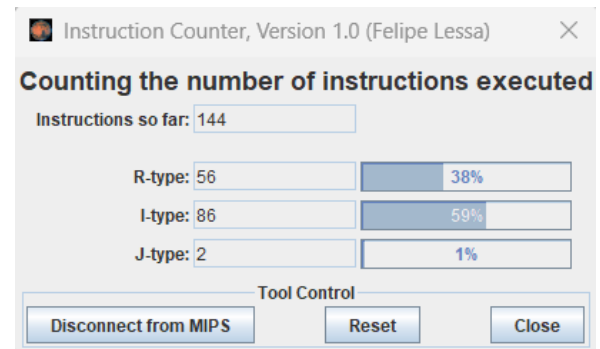 Instruction Counter, Version 1.0 (Felipe Lessa)
Counting the number of instructions executed
Instructions so far: 144
R-type: 56 38%
I-type: 86 59%
J-type: 2 1%
Tool Control
Disconnect from MIPS Reset Close